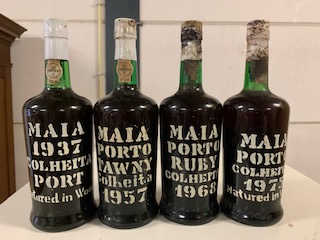 MAIA
1937
COLHEITA
PORT
Matured in Wood
MAIA
PORTO
TAWNY
Colheita
1957
MAIA
PORTO
RUBY
COLHEITA
1968
MAIA
PORTO
COLHEITA
Matured in